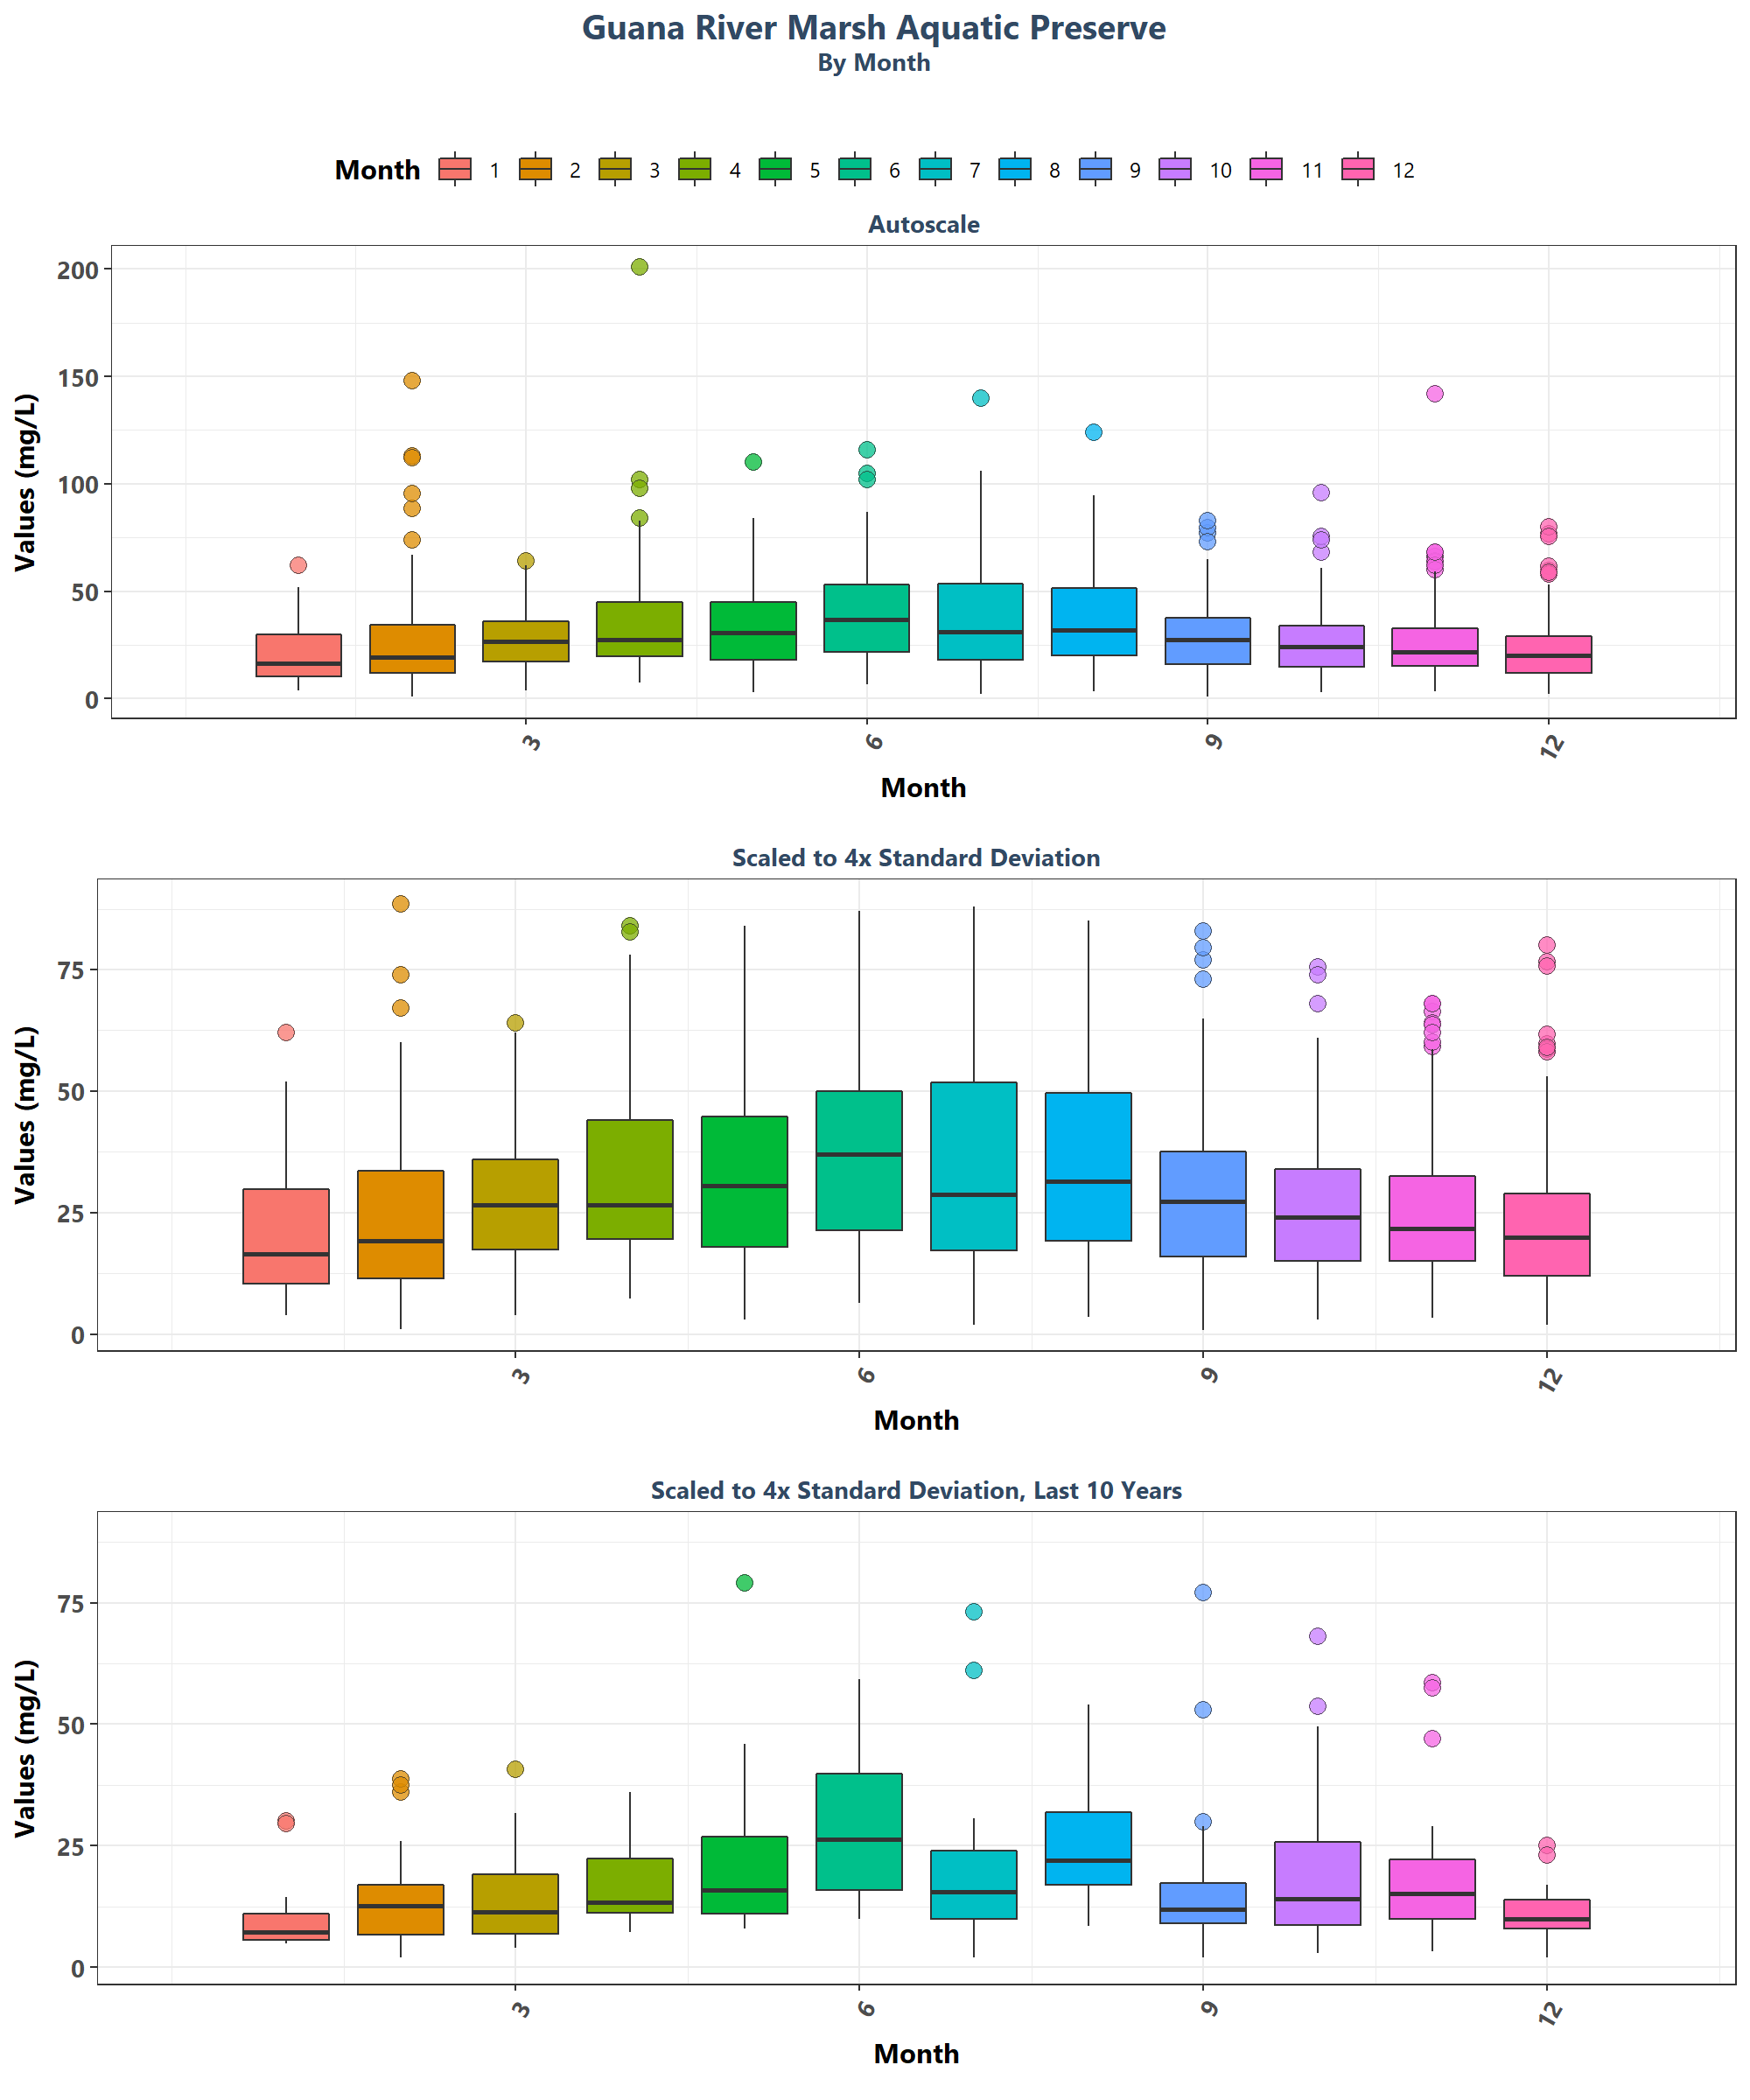 Guana River Marsh Aquatic Preserve
By Month
Month 1 2 3 4 5 6 7 8 9 10 11 12
Autoscale
Values (mg/L)
200
150
100
50
0
3 6 9 12
Month
Scaled to 4x Standard Deviation
Values (mg/L)
75
50
25
0
3 6 9 12
Month
Scaled to 4x Standard Deviation, Last 10 Years
Values (mg/L)
75
50
25
0
3 6 9 12
Month